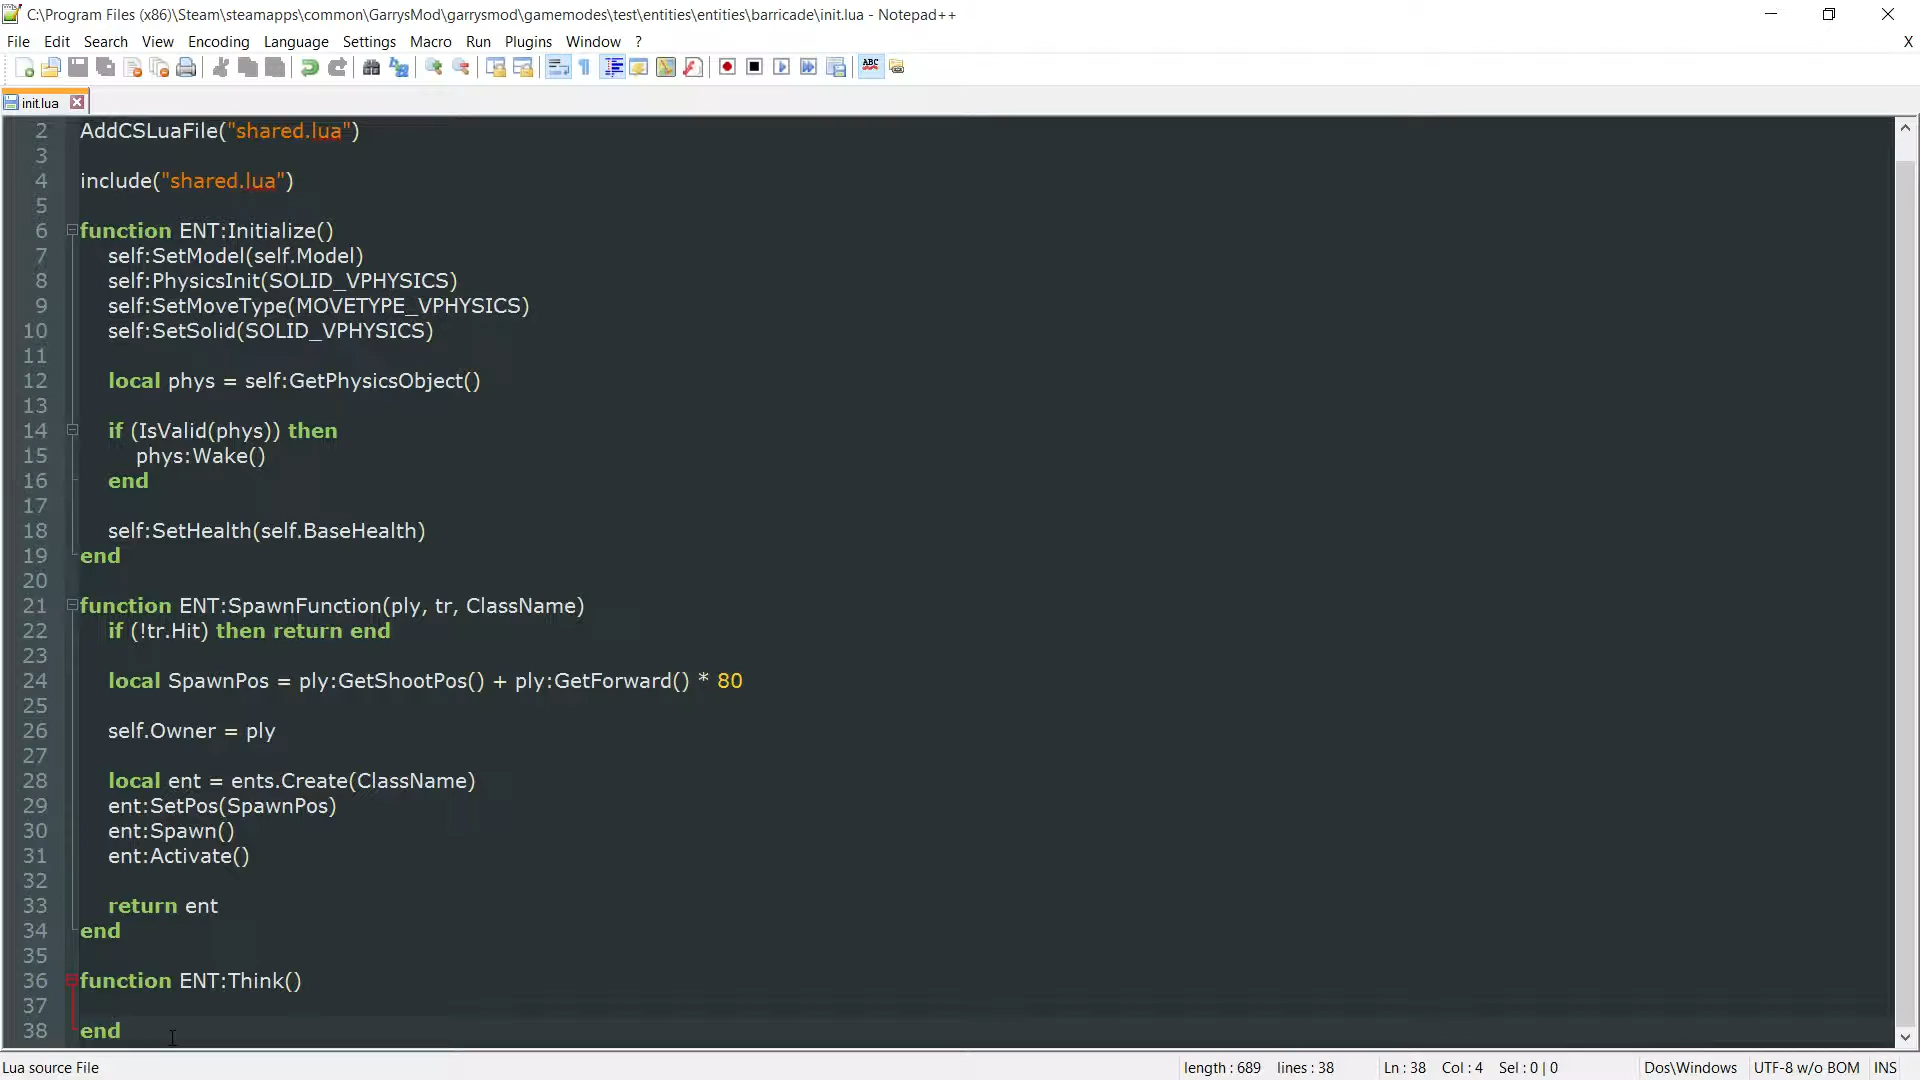 C:\Program Files (x86)\Steam\steamapps\common\GarrysMod\garrysmod\gamemodes\test\entities\entities\barricade\init.lua - Notepad++
File Edit Search View Encoding Language Settings Macro Run Plugins Window ? X
ABC
init.lua
2 AddCSLuaFile("shared.lua")
3
4 include("shared.lua")
5
6 function ENT:Initialize()
7 self:SetModel(self.Model)
8 self:PhysicsInit(SOLID_VPHYSICS)
9 self:SetMoveType(MOVETYPE_VPHYSICS)
10 self:SetSolid(SOLID_VPHYSICS)
11
12 local phys = self:GetPhysicsObject()
13
14 if (IsValid(phys)) then
15 phys:Wake()
16 end
17
18 self:SetHealth(self.BaseHealth)
19 end
20
21 function ENT:SpawnFunction(ply, tr, ClassName)
22 if (!tr.Hit) then return end
23
24 local SpawnPos = ply:GetShootPos() + ply:GetForward() * 80
25
26 self.Owner = ply
27
28 local ent = ents.Create(ClassName)
29 ent:SetPos(SpawnPos)
30 ent:Spawn()
31 ent:Activate()
32
33 return ent
34 end
35
36 function ENT:Think()
37
38 end
Lua source File length : 689 lines : 38 Ln : 38 Col : 4 Sel : 0 | 0 Dos\Windows UTF-8 w/o BOM INS